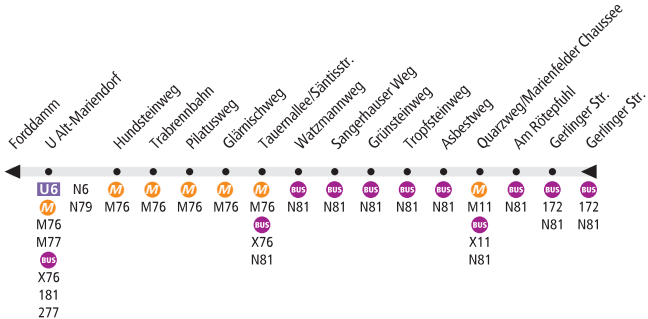 Forddamm
U Alt-Mariendorf
Hundsteinweg
Trabrennbahn
Pilatusweg
Glärnischweg
Tauernallee/Säntisstr.
Watzmannweg
Sangerhauser Weg
Grünsteinweg
Tropfsteinweg
Asbestweg
Quarzweg/Marienfelder Chaussee
Am Rötepfuhl
Gerlinger Str.
Gerlinger Str.
U6 N6 M M M M M BUS BUS BUS BUS BUS M BUS BUS BUS
M N79 M76 M76 M76 M76 M76 N81 N81 N81 N81 N81 M11 N81 172 172
M76 BUS BUS N81 N81
M77 X76 X11
BUS N81 N81
X76
181
277